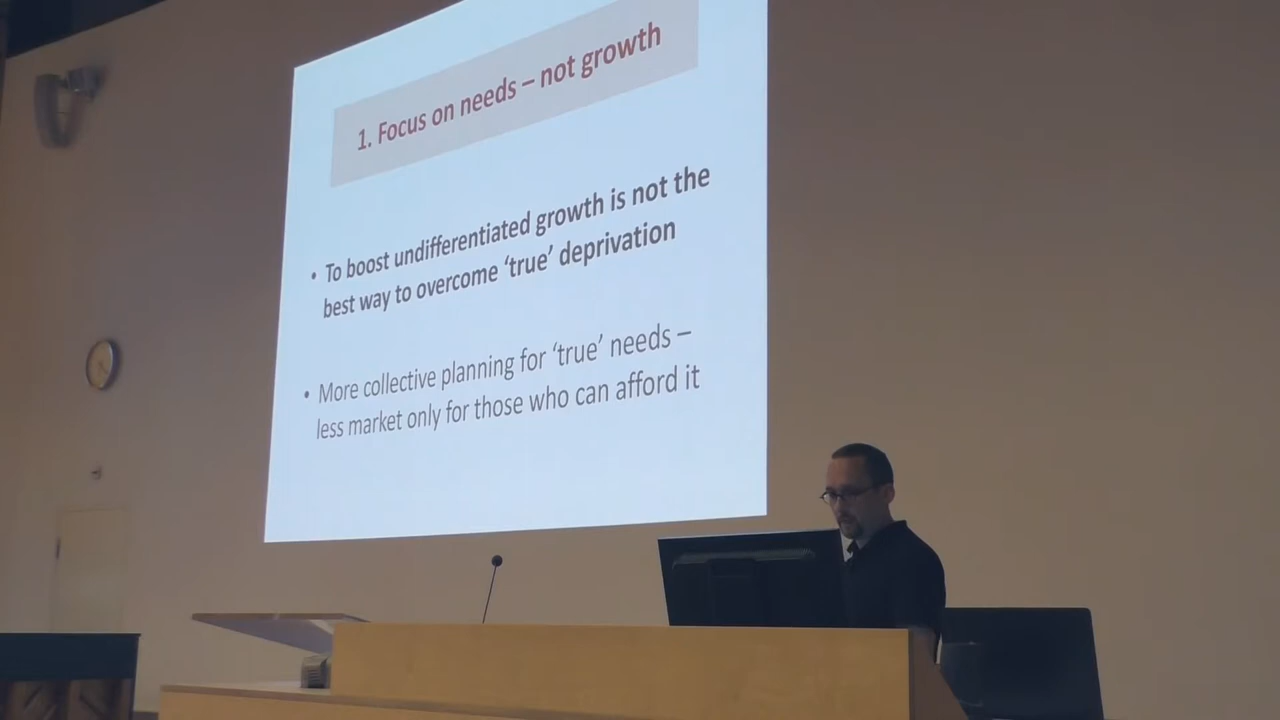 1. Focus on needs – not growth
• To boost undifferentiated growth is not the
best way to overcome ‘true’ deprivation
• More collective planning for ‘true’ needs –
less market only for those who can afford it